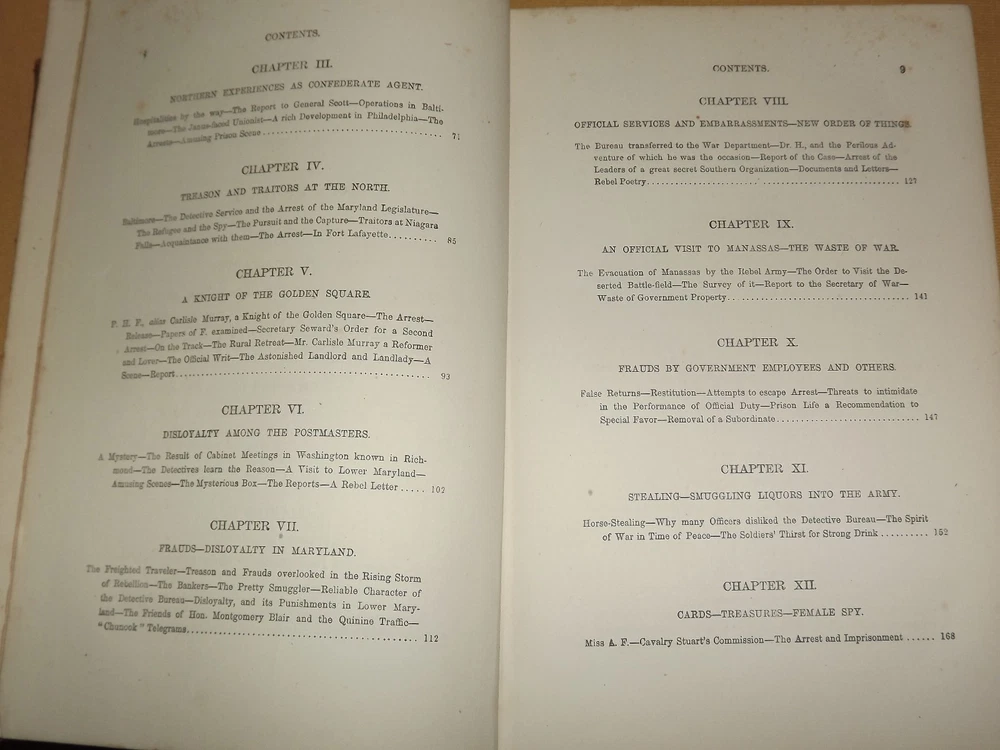 CONTENTS.
CHAPTER III.
NORTHERN EXPERIENCES AS CONFEDERATE AGENT.
Hospitalities by the way—The Report to General Scott—Operations in Balti-
more—The Janus-faced Unionist—A rich Development in Philadelphia—The
Arrests—Amusing Prison Scene 71
CHAPTER IV.
TREASON AND TRAITORS AT THE NORTH.
Baltimore—The Detective Service and the Arrest of the Maryland Legislature—
The Refugee and the Spy—The Pursuit and the Capture—Traitors at Niagara
Falls—Acquaintance with them—The Arrest—In Fort Lafayette.......... 85
CHAPTER V.
A KNIGHT OF THE GOLDEN SQUARE.
P. H. F., alias Carlisle Murray, a Knight of the Golden Square—The Arrest—
Release—Papers of F. examined—Secretary Seward's Order for a Second
Arrest—On the Track—The Rural Retreat—Mr. Carlisle Murray a Reformer
and Lover—The Official Writ—The Astonished Landlord and Landlady—A
Scene—Report 93
CHAPTER VI.
DISLOYALTY AMONG THE POSTMASTERS.
A Mystery—The Result of Cabinet Meetings in Washington known in Rich-
mond—The Detectives learn the Reason—A Visit to Lower Maryland—
Amusing Scenes—The Mysterious Box—The Reports—A Rebel Letter ..... 102
CHAPTER VII.
FRAUDS—DISLOYALTY IN MARYLAND.
The Freighted Traveler—Treason and Frauds overlooked in the Rising Storm
of Rebellion—The Bankers—The Pretty Smuggler—Reliable Character of
the Detective Bureau—Disloyalty, and its Punishments in Lower Mary-
land—The Friends of Hon. Montgomery Blair and the Quinine Traffic—
"Chunook" Telegrams 112
CONTENTS. 9
CHAPTER VIII.
OFFICIAL SERVICES AND EMBARRASSMENTS—NEW ORDER OF THINGS.
The Bureau transferred to the War Department—Dr. H., and the Perilous Ad-
venture of which he was the occasion—Report of the Case—Arrest of the
Leaders of a great secret Southern Organization—Documents and Letters—
Rebel Poetry 127
CHAPTER IX.
AN OFFICIAL VISIT TO MANASSAS—THE WASTE OF WAR.
The Evacuation of Manassas by the Rebel Army—The Order to Visit the De-
serted Battle-field—The Survey of it—Report to the Secretary of War—
Waste of Government Property 141
CHAPTER X.
FRAUDS BY GOVERNMENT EMPLOYEES AND OTHERS.
False Returns—Restitution—Attempts to escape Arrest—Threats to intimidate
in the Performance of Official Duty—Prison Life a Recommendation to
Special Favor—Removal of a Subordinate 147
CHAPTER XI.
STEALING—SMUGGLING LIQUORS INTO THE ARMY.
Horse-Stealing—Why many Officers disliked the Detective Bureau—The Spirit
of War in Time of Peace—The Soldiers' Thirst for Strong Drink .......... 152
CHAPTER XII.
CARDS—TREASURES—FEMALE SPY.
Miss A. F.—Cavalry Stuart's Commission—The Arrest and Imprisonment ...... 168